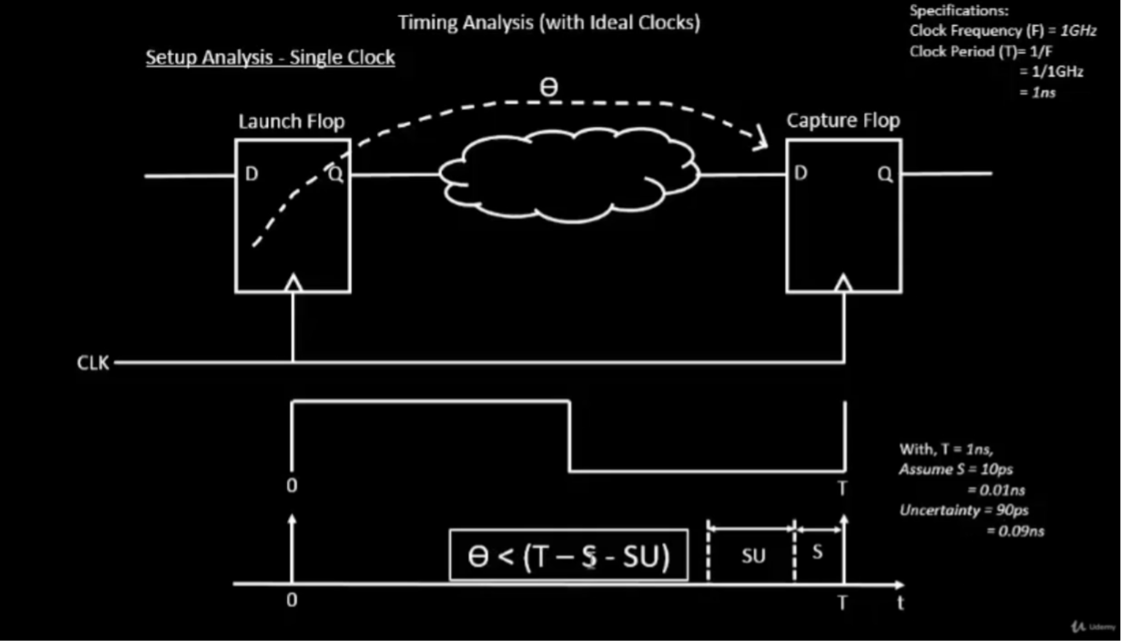 Timing Analysis (with Ideal Clocks)
Specifications:
Clock Frequency (F) = 1GHz
Clock Period (T)= 1/F
= 1/1GHz
= 1ns
Setup Analysis - Single Clock
Ɵ
Launch Flop
Capture Flop
D
Q
D
Q
CLK
0
T
With, T = 1ns,
Assume S = 10ps
= 0.01ns
Uncertainty = 90ps
= 0.09ns
Ɵ < (T – S - SU)
SU
S
0
T
t
Udemy